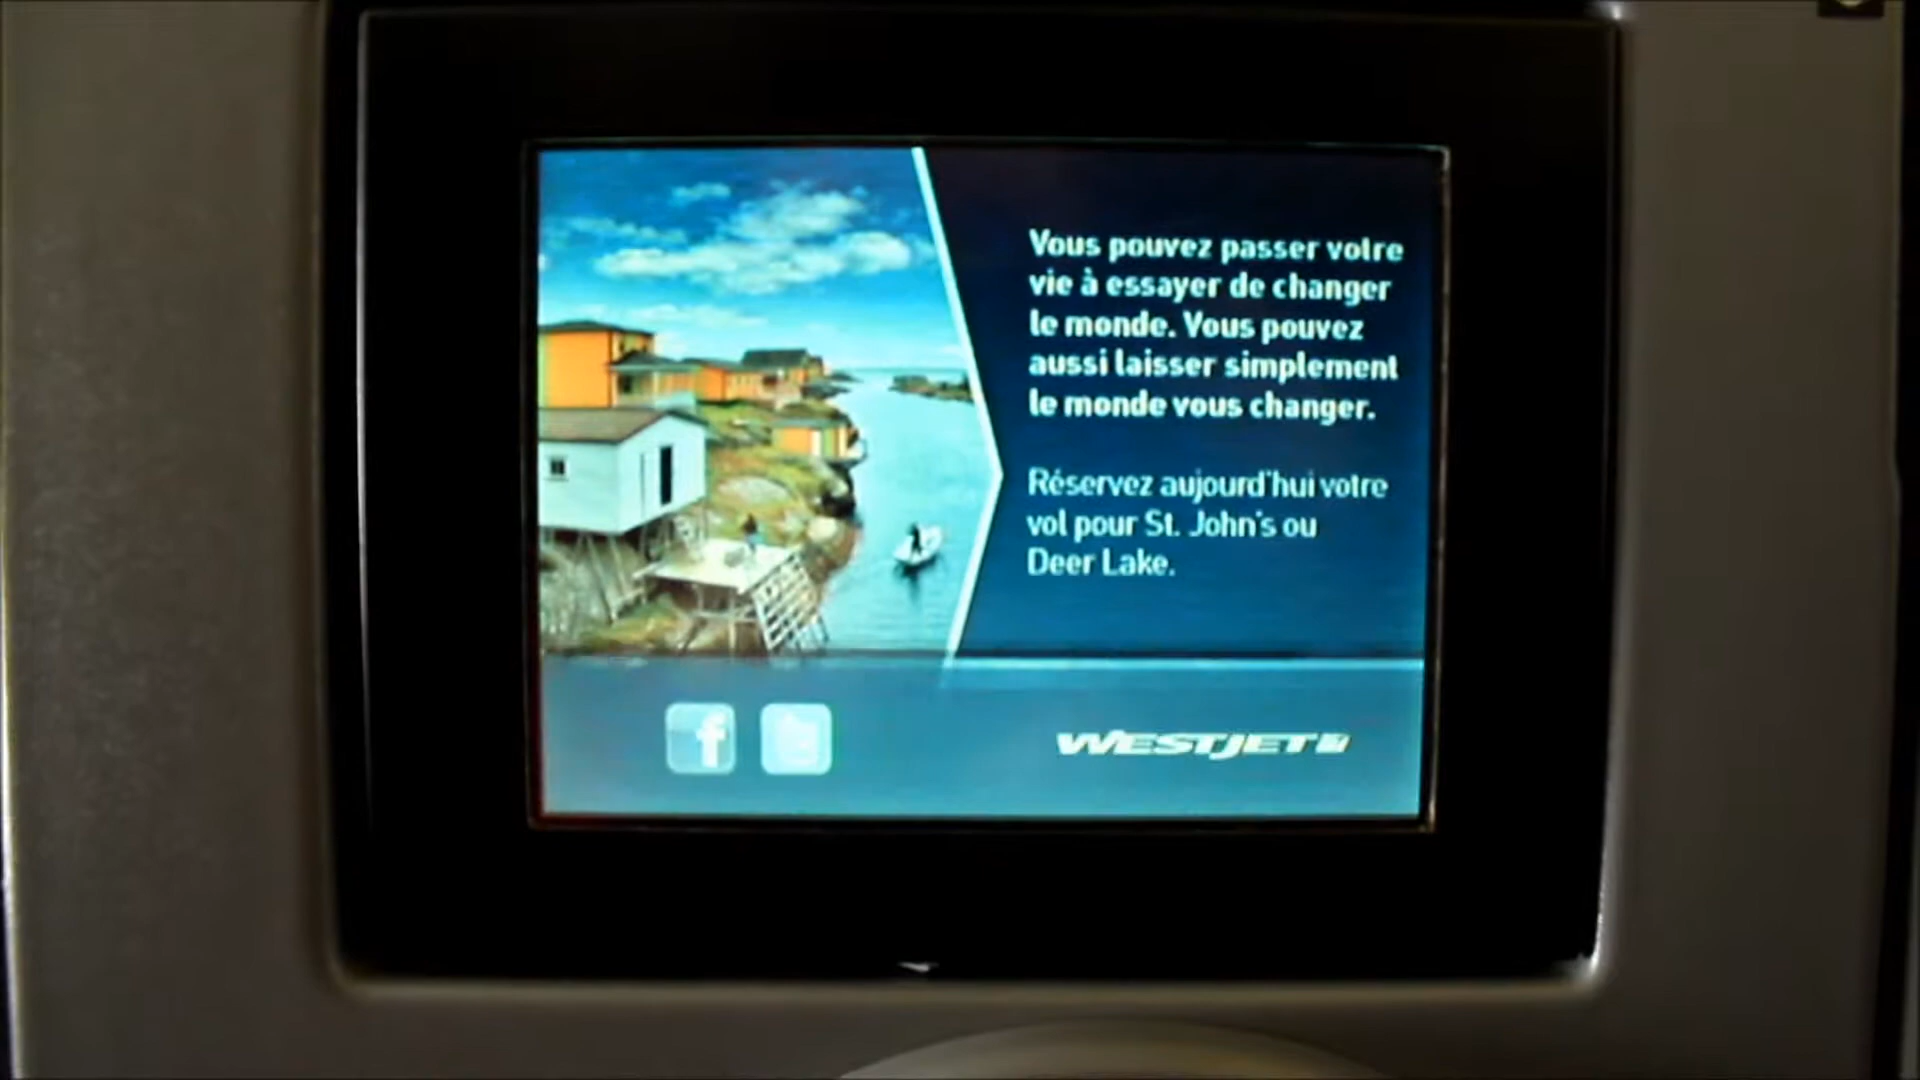 Vous pouvez passer votre
vie à essayer de changer
le monde. Vous pouvez
aussi laisser simplement
le monde vous changer.
Réservez aujourd'hui votre
vol pour St. John's ou
Deer Lake.
f
WESTJET